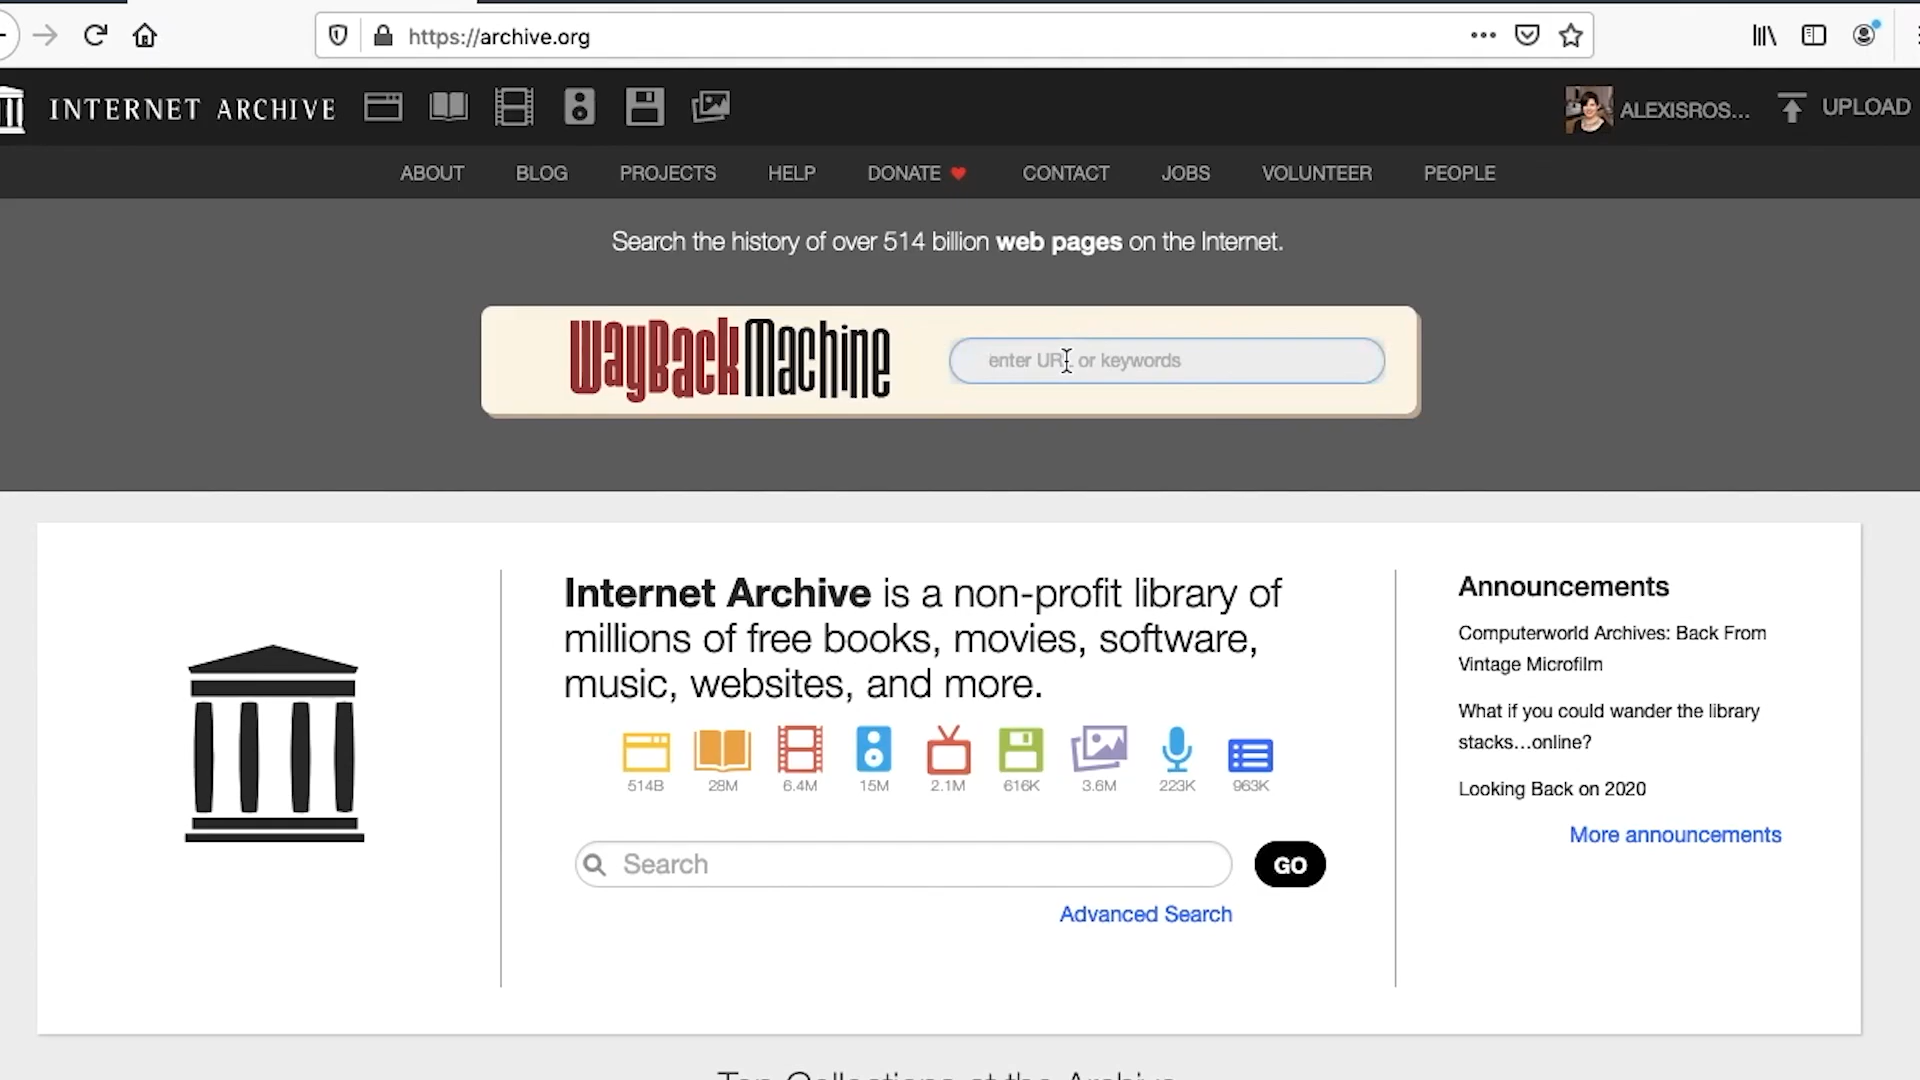 https://archive.org
INTERNET ARCHIVE
ALEXISROS...
UPLOAD
ABOUT BLOG PROJECTS HELP DONATE CONTACT JOBS VOLUNTEER PEOPLE
Search the history of over 514 billion web pages on the Internet.
WayBackMachine
enter URL or keywords
Internet Archive is a non-profit library of
millions of free books, movies, software,
music, websites, and more.
514B 28M 6.4M 15M 2.1M 616K 3.6M 223K 963K
Search
GO
Advanced Search
Announcements
Computerworld Archives: Back From
Vintage Microfilm
What if you could wander the library
stacks...online?
Looking Back on 2020
More announcements
Top Collections at the Archive